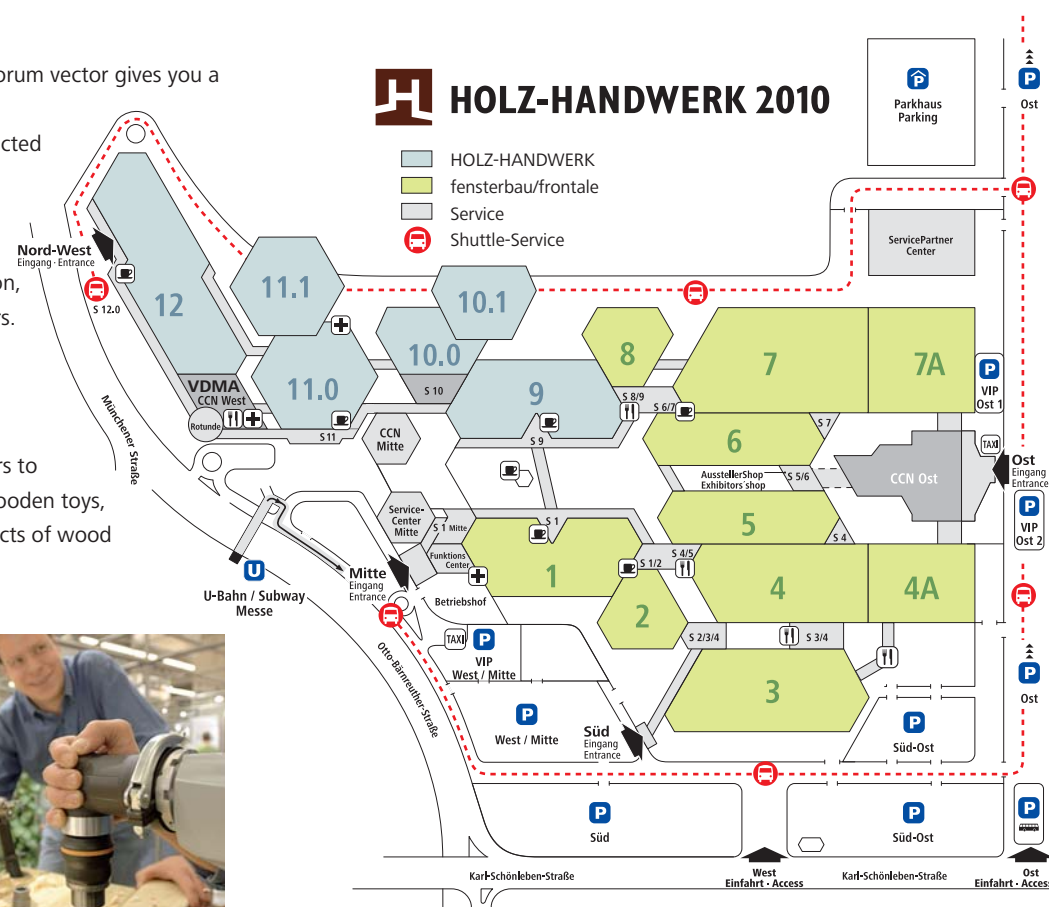 orum vector gives you a
cted
on,
s.
rs to
ooden toys,
cts of wood
HOLZ-HANDWERK 2010
HOLZ-HANDWERK
fensterbau/frontale
Service
Shuttle-Service
P
Parkhaus
Parking
P
Ost
ServicePartner
Center
Nord-West
Eingang · Entrance
S 12.0
12
11.1
10.1
11.0
10.0
S 10
9
8
S 8/9
S 6/7
7
7A
P
VIP
Ost 1
VDMA
CCN West
Rotunde
S 11
CCN
Mitte
S 9
6
S 7
AusstellerShop
Exhibitors´shop
S 5/6
CCN Ost
TAXI
Ost
Eingang
Entrance
P
VIP
Ost 2
Münchener Straße
Service-
Center
Mitte
S 1 Mitte
S 1
5
S 4
Funktions
Center
1
S 1/2
S 4/5
4
4A
U
U-Bahn / Subway
Messe
Mitte
Eingang
Entrance
Betriebshof
2
S 2/3/4
S 3/4
TAXI
P
VIP
West / Mitte
Otto-Bärnreuther-Straße
3
P
Ost
P
West / Mitte
Süd
Eingang
Entrance
P
Süd-Ost
P
Süd
P
Süd-Ost
P
Karl-Schönleben-Straße
West
Einfahrt · Access
Karl-Schönleben-Straße
Ost
Einfahrt · Access